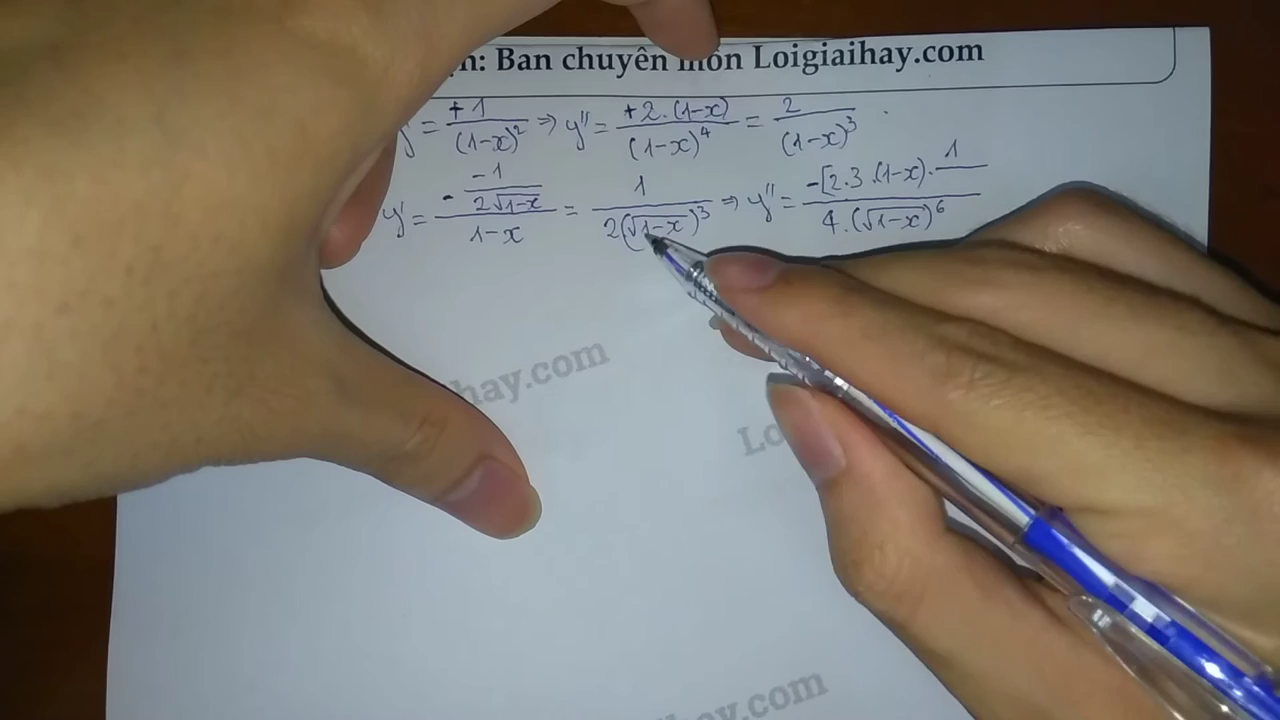 Ban chuyên môn Loigiaihay.com
y' = +1/(1-x)² ⇒ y'' = +2.(1-x)/(1-x)⁴ = 2/(1-x)³.
y' = - (-1/(2√1-x))/(1-x) = 1/(2(√1-x)³) ⇒ y'' = -[2.3.(1-x).1/ /4.(√1-x)⁶
hay.com
Lo
hay.com